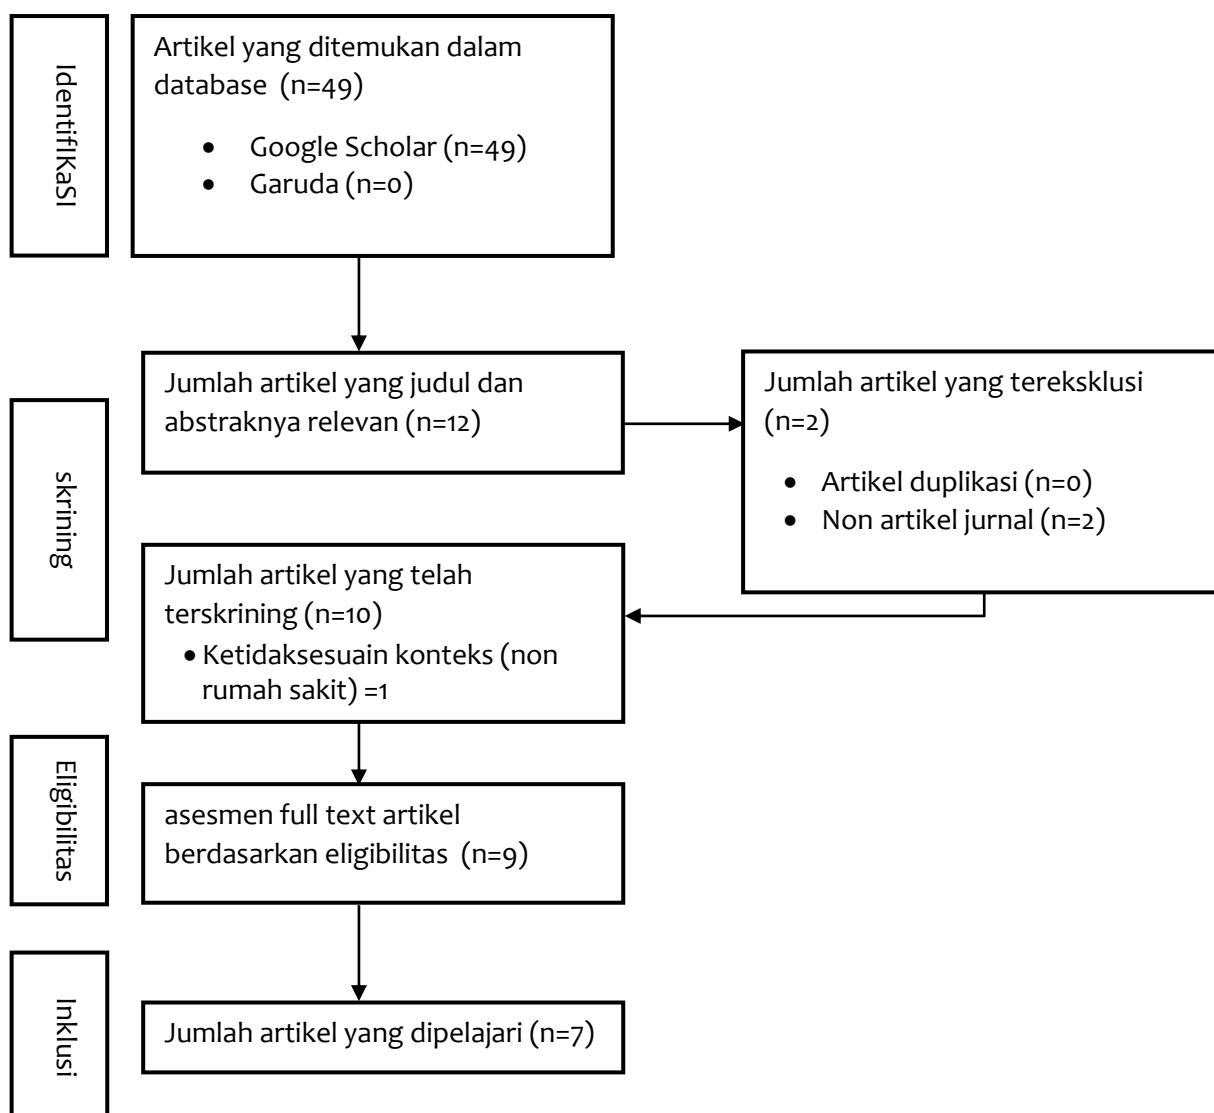 IdentifIKaSI
Artikel yang ditemukan dalam
database (n=49)
• Google Scholar (n=49)
• Garuda (n=0)
skrining
Jumlah artikel yang judul dan
abstraknya relevan (n=12)
Jumlah artikel yang tereksklusi
(n=2)
• Artikel duplikasi (n=0)
• Non artikel jurnal (n=2)
Jumlah artikel yang telah
terskrining (n=10)
• Ketidaksesuain konteks (non
rumah sakit) =1
Eligibilitas
asesmen full text artikel
berdasarkan eligibilitas (n=9)
Inklusi
Jumlah artikel yang dipelajari (n=7)